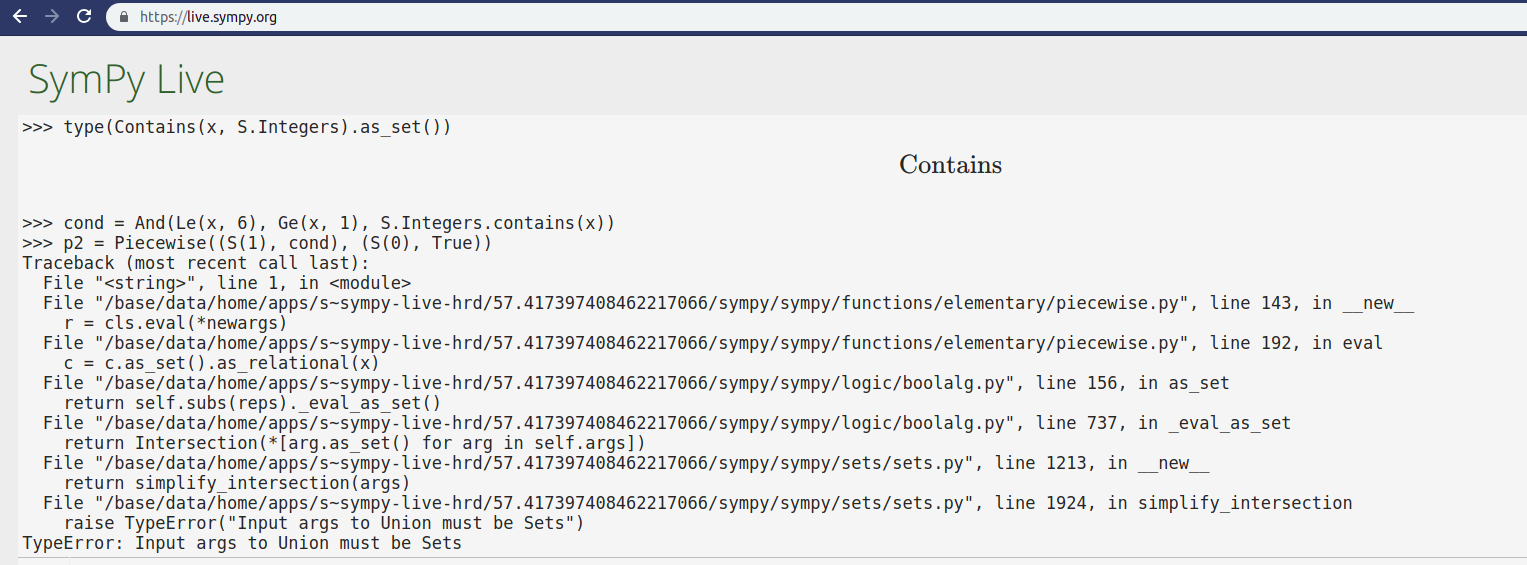 https://live.sympy.org
SymPy Live
>>> type(Contains(x, S.Integers).as_set())
Contains
>>> cond = And(Le(x, 6), Ge(x, 1), S.Integers.contains(x))
>>> p2 = Piecewise((S(1), cond), (S(0), True))
Traceback (most recent call last):
  File "<string>", line 1, in <module>
  File "/base/data/home/apps/s~sympy-live-hrd/57.417397408462217066/sympy/sympy/functions/elementary/piecewise.py", line 143, in __new__
    r = cls.eval(*newargs)
  File "/base/data/home/apps/s~sympy-live-hrd/57.417397408462217066/sympy/sympy/functions/elementary/piecewise.py", line 192, in eval
    c = c.as_set().as_relational(x)
  File "/base/data/home/apps/s~sympy-live-hrd/57.417397408462217066/sympy/sympy/logic/boolalg.py", line 156, in as_set
    return self.subs(reps)._eval_as_set()
  File "/base/data/home/apps/s~sympy-live-hrd/57.417397408462217066/sympy/sympy/logic/boolalg.py", line 737, in _eval_as_set
    return Intersection(*[arg.as_set() for arg in self.args])
  File "/base/data/home/apps/s~sympy-live-hrd/57.417397408462217066/sympy/sympy/sets/sets.py", line 1213, in __new__
    return simplify_intersection(args)
  File "/base/data/home/apps/s~sympy-live-hrd/57.417397408462217066/sympy/sympy/sets/sets.py", line 1924, in simplify_intersection
    raise TypeError("Input args to Union must be Sets")
TypeError: Input args to Union must be Sets